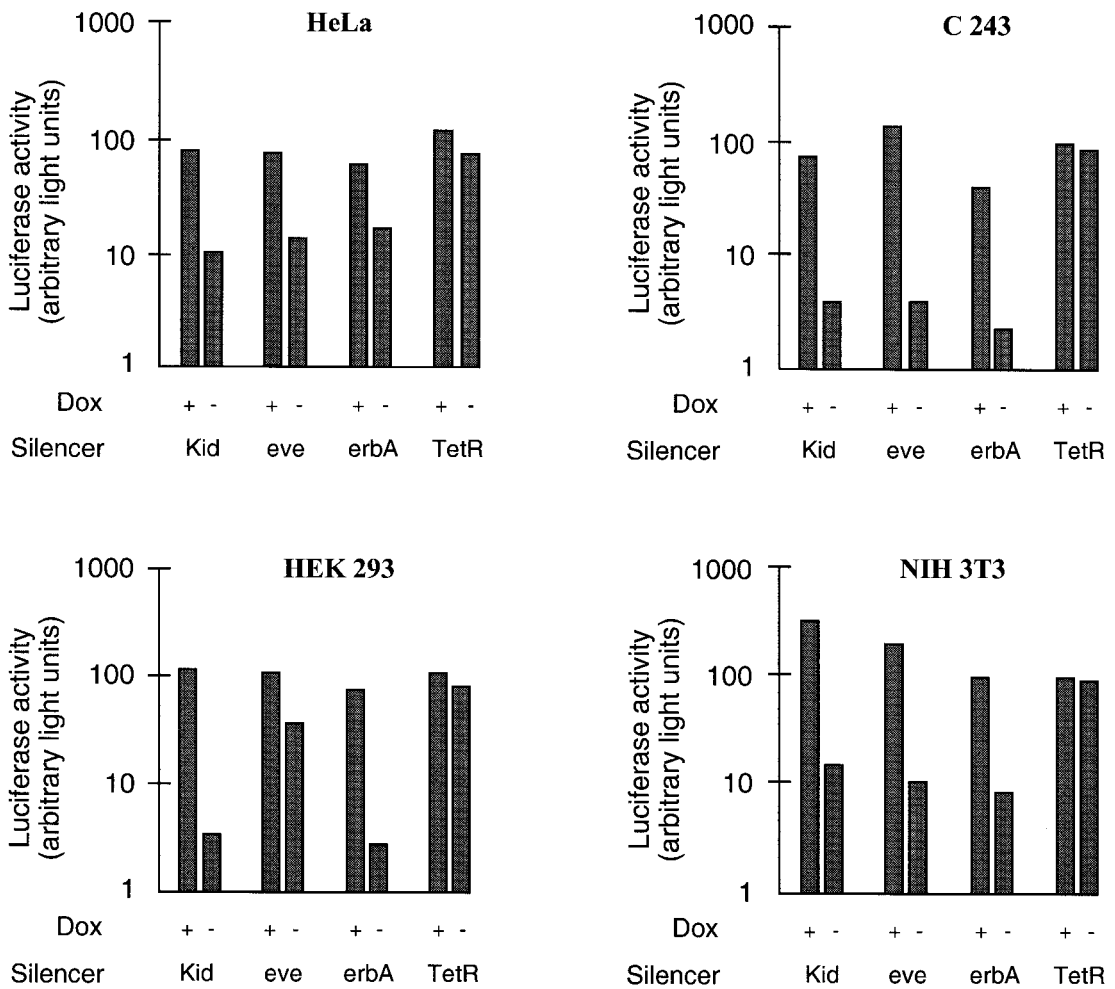 HeLa
Luciferase activity
(arbitrary light units)
1000
100
10
1
Dox + - + - + - + -
Silencer Kid eve erbA TetR
C 243
Luciferase activity
(arbitrary light units)
1000
100
10
1
Dox + - + - + - + -
Silencer Kid eve erbA TetR
HEK 293
Luciferase activity
(arbitrary light units)
1000
100
10
1
Dox + - + - + - + -
Silencer Kid eve erbA TetR
NIH 3T3
Luciferase activity
(arbitrary light units)
1000
100
10
1
Dox + - + - + - + -
Silencer Kid eve erbA TetR